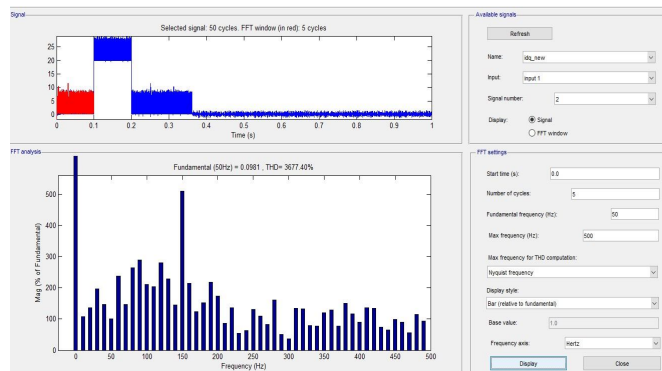 Signal
Selected signal: 50 cycles. FFT window (in red): 5 cycles
25
20
15
10
5
0
0 0.1 0.2 0.3 0.4 0.5 0.6 0.7 0.8 0.9 1
Time (s)
FFT analysis
Fundamental (50Hz) = 0.0981 , THD= 3677.40%
Mag (% of Fundamental)
500
400
300
200
100
0
0 50 100 150 200 250 300 350 400 450 500
Frequency (Hz)
Available signals
Refresh
Name: idq_new
Input: input 1
Signal number: 2
Display: Signal
FFT window
FFT settings
Start time (s): 0.0
Number of cycles: 5
Fundamental frequency (Hz): 50
Max frequency (Hz): 500
Max frequency for THD computation:
Nyquist frequency
Display style:
Bar (relative to fundamental)
Base value: 1.0
Frequency axis: Hertz
Display Close